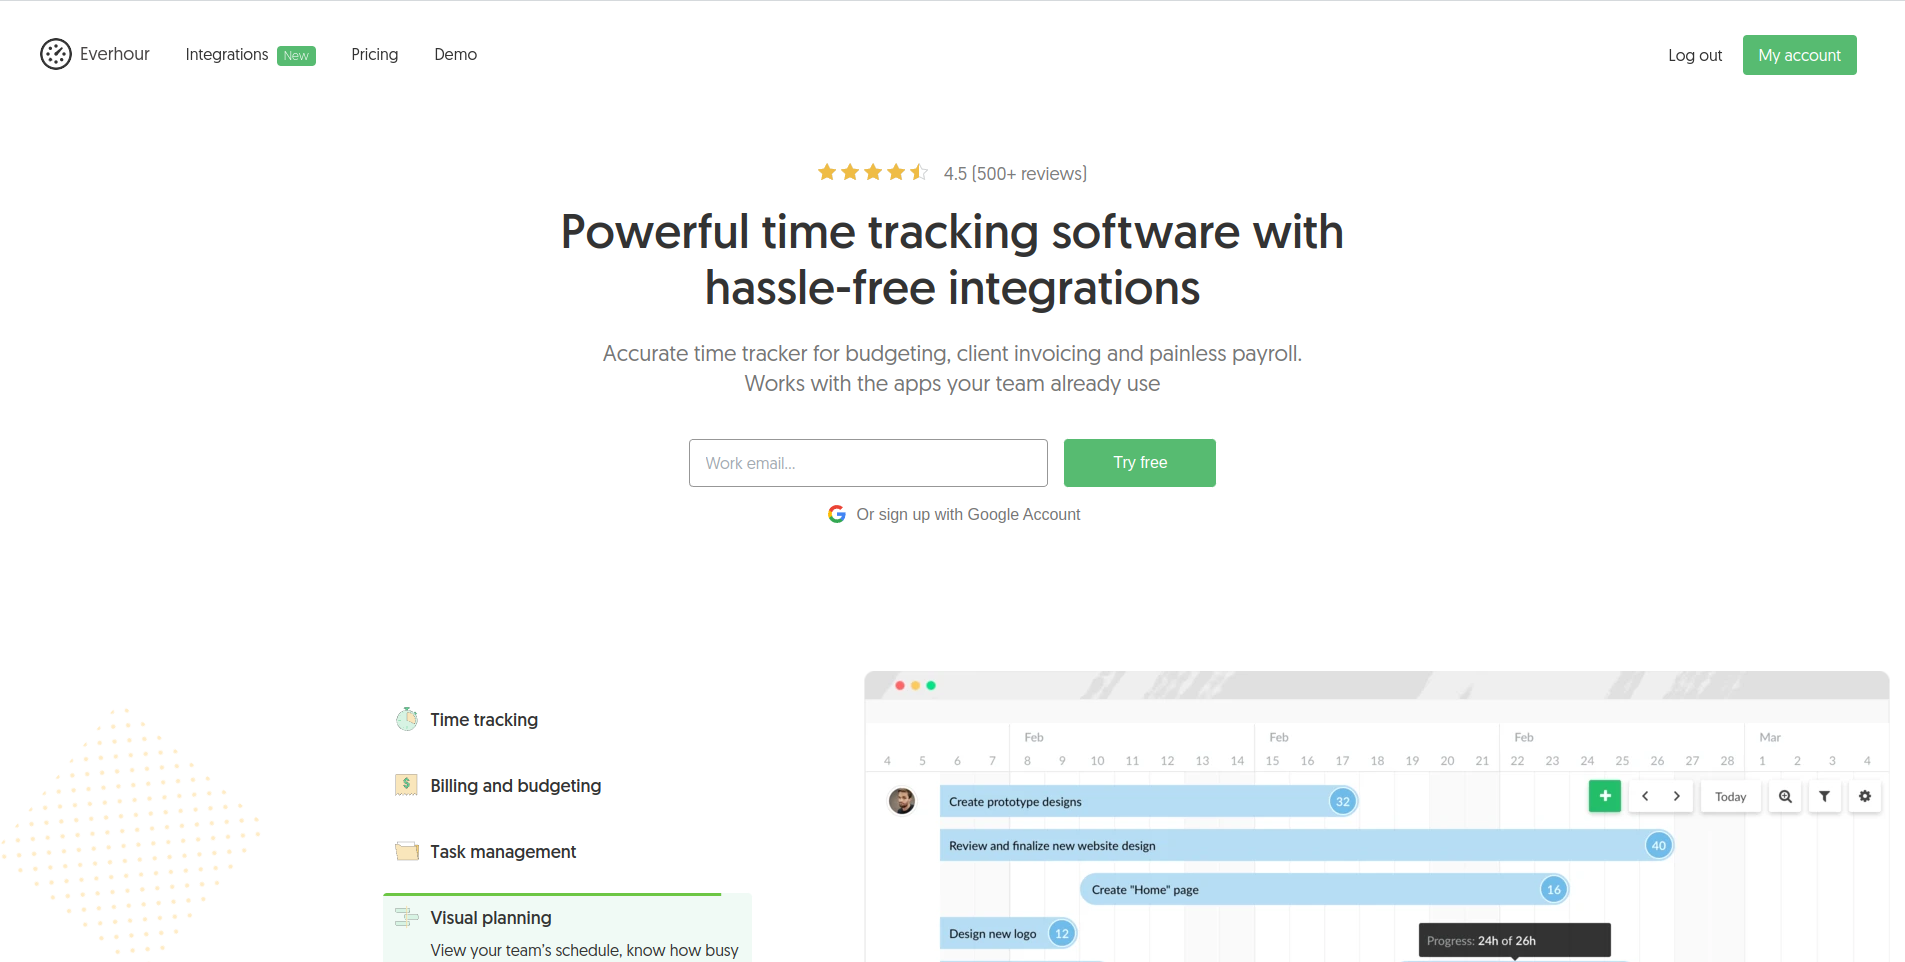 Everhour
Integrations New
Pricing
Demo
Log out
My account
4.5 (500+ reviews)
Powerful time tracking software with
hassle-free integrations
Accurate time tracker for budgeting, client invoicing and painless payroll.
Works with the apps your team already use
Work email...
Try free
Or sign up with Google Account
Time tracking
Billing and budgeting
Task management
Visual planning
View your team's schedule, know how busy
Feb Feb Feb Mar
4 5 6 7 8 9 10 11 12 13 14 15 16 17 18 19 20 21 22 23 24 25 26 27 28 1 2 3 4
Create prototype designs 32
+ < > Today
Review and finalize new website design 40
Create "Home" page 16
Design new logo 12
Progress: 24h of 26h